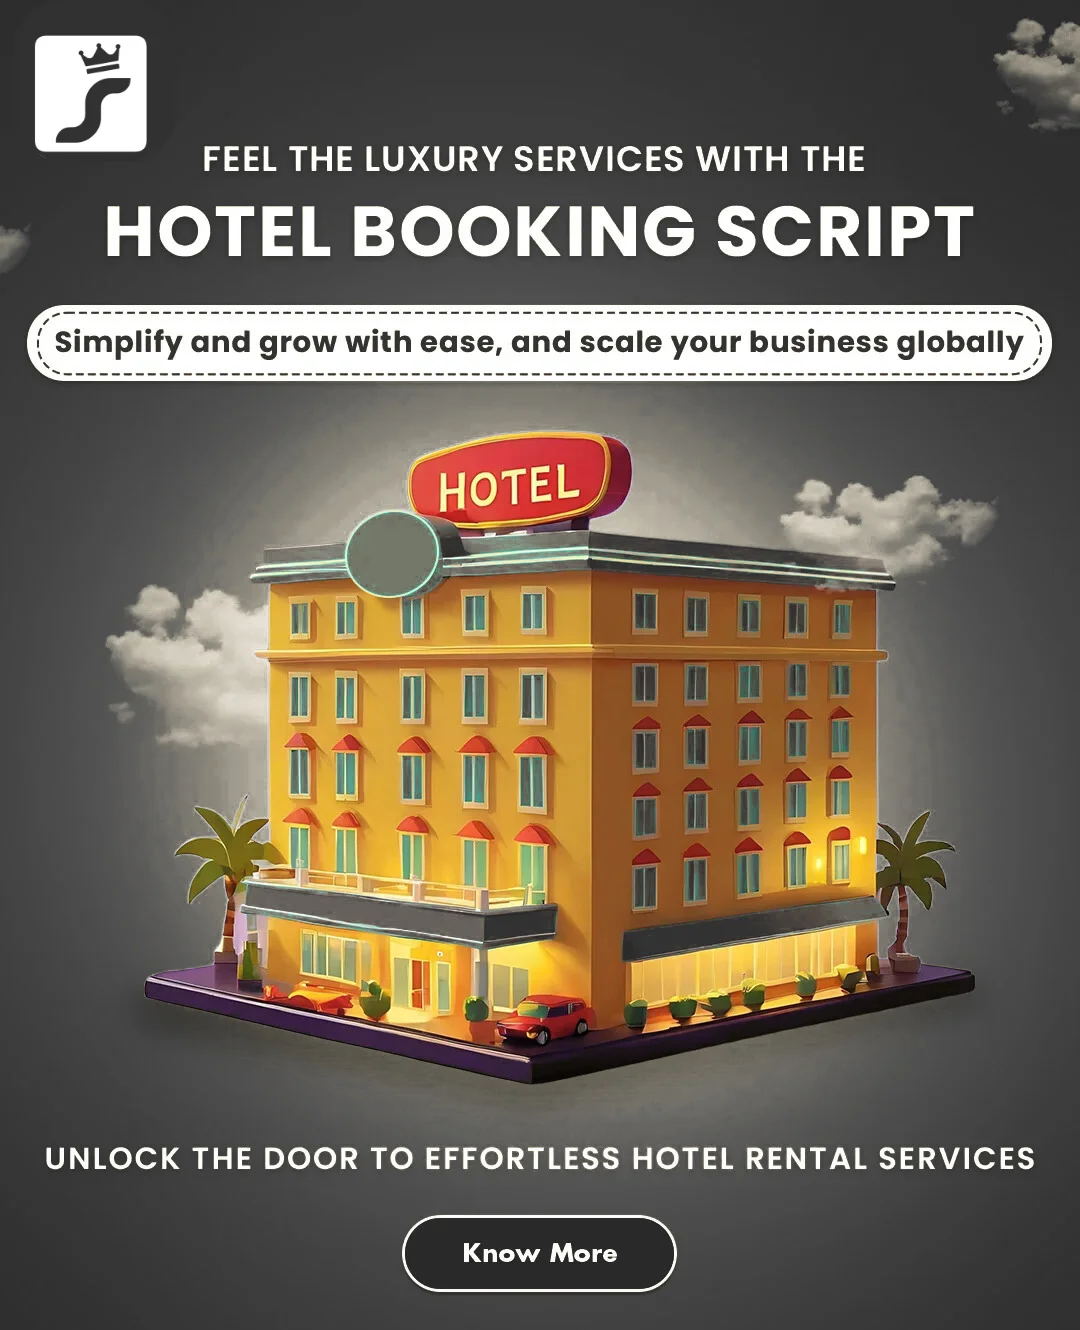 FEEL THE LUXURY SERVICES WITH THE
HOTEL BOOKING SCRIPT
Simplify and grow with ease, and scale your business globally
HOTEL
UNLOCK THE DOOR TO EFFORTLESS HOTEL RENTAL SERVICES
Know More